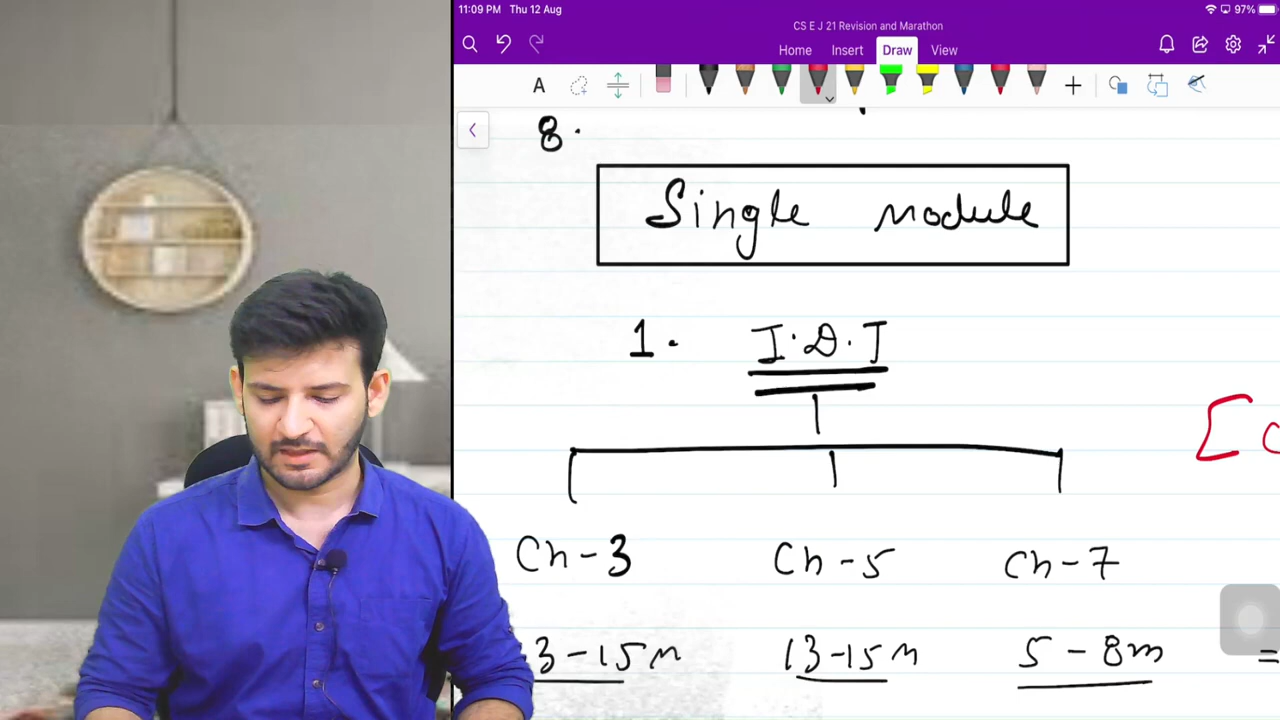 11:09 PM Thu 12 Aug 97%
CS E J 21 Revision and Marathon
Home Insert Draw View
A
8.
Single module
1. I.D.T
Ch-3 Ch-5 Ch-7
3-15m 13-15m 5-8m =